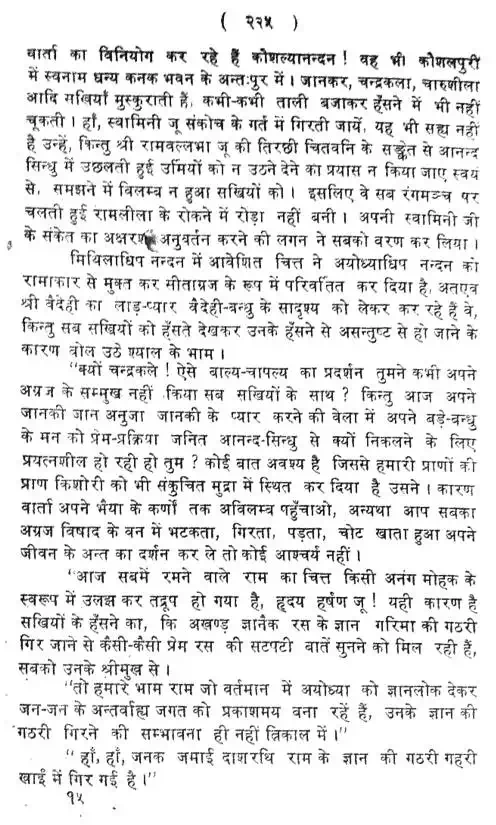 ( २२५ )
वार्ता का विनियोग कर रहे हैं कौशल्यानन्दन ! वह भी कौशलपुरी
में स्वनाम धन्य कनक भवन के अन्तःपुर में। जानकर, चन्द्रकला, चारुशीला
आदि सखियाँ मुस्कुराती हैं, कभी-कभी ताली बजाकर हँसने में भी नहीं
चूकती। हाँ, स्वामिनी जू संकोच के गर्त में गिरती जायें, यह भी सह्य नहीं
है उन्हें, किन्तु श्री रामवल्लभा जू की तिरछी चितवनि के सङ्केत से आनन्द
सिन्धु में उछलती हुई उर्मियों को न उठने देने का प्रयास न किया जाए स्वयं
से, समझने में विलम्ब न हुआ सखियों को। इसलिए वे सब रंगमञ्च पर
चलती हुई रामलीला के रोकने में रोड़ा नहीं बनी। अपनी स्वामिनी जी
के संकेत का अक्षरश अनुवर्तन करने की लगन ने सबको वरण कर लिया।
मिथिलाधिप नन्दन में आवेशित चित्त ने अयोध्याधिप नन्दन को
रामाकार से मुक्त कर मीताग्रज के रूप में परिवर्तित कर दिया है, अतएव
श्री वैदेही का लाड़-प्यार वैदेही-बन्धु के सादृश्य को लेकर कर रहे हैं वे,
किन्तु सब सखियों को हँसते देखकर उनके हँसने से असन्तुष्ट से हो जाने के
कारण बोल उठे श्याल के भाम।
"क्यों चन्द्रकले ! ऐसे बाल्य-चापल्य का प्रदर्शन तुमने कभी अपने
अग्रज के सम्मुख नहीं किया सब सखियों के साथ ? किन्तु आज अपने
जानकी जान अनुजा जानकी के प्यार करने की वेला में अपने बड़े-बन्धु
के मन को प्रेम-प्रक्रिया जनित आनन्द-सिन्धु से क्यों निकलने के लिए
प्रयत्नशील हो रही हो तुम ? कोई बात अवश्य है जिससे हमारी प्राणों की
प्राण किशोरी को भी संकुचित मुद्रा में स्थित कर दिया है उसने। कारण
वार्ता अपने भैया के कर्णों तक अविलम्ब पहुँचाओ, अन्यथा आप सबका
अग्रज विषाद के वन में भटकता, गिरता, पड़ता, चोट खाता हुआ अपने
जीवन के अन्त का दर्शन कर ले तो कोई आश्चर्य नहीं।
"आज सबमें रमने वाले राम का चित्त किसी अनंग मोहक के
स्वरूप में उलझ कर तद्रूप हो गया है, हृदय हर्षण जू ! यही कारण है
सखियों के हँसने का, कि अखण्ड ज्ञानैक रस के ज्ञान गरिमा की गठरी
गिर जाने से कैसी-कैसी प्रेम रस की सटपटी बातें सुनने को मिल रही हैं,
सबको उनके श्रीमुख से।
"तो हमारे भाम राम जो वर्तमान में अयोध्या को ज्ञानलोक देकर
जन-जन के अन्तर्वाह्य जगत को प्रकाशमय बना रहें हैं, उनके ज्ञान की
गठरी गिरने की सम्भावना ही नहीं त्रिकाल में।"
"हाँ, हाँ, जनक जमाई दाशरथि राम के ज्ञान की गठरी गहरी
खाईं में गिर गई है।"
१५